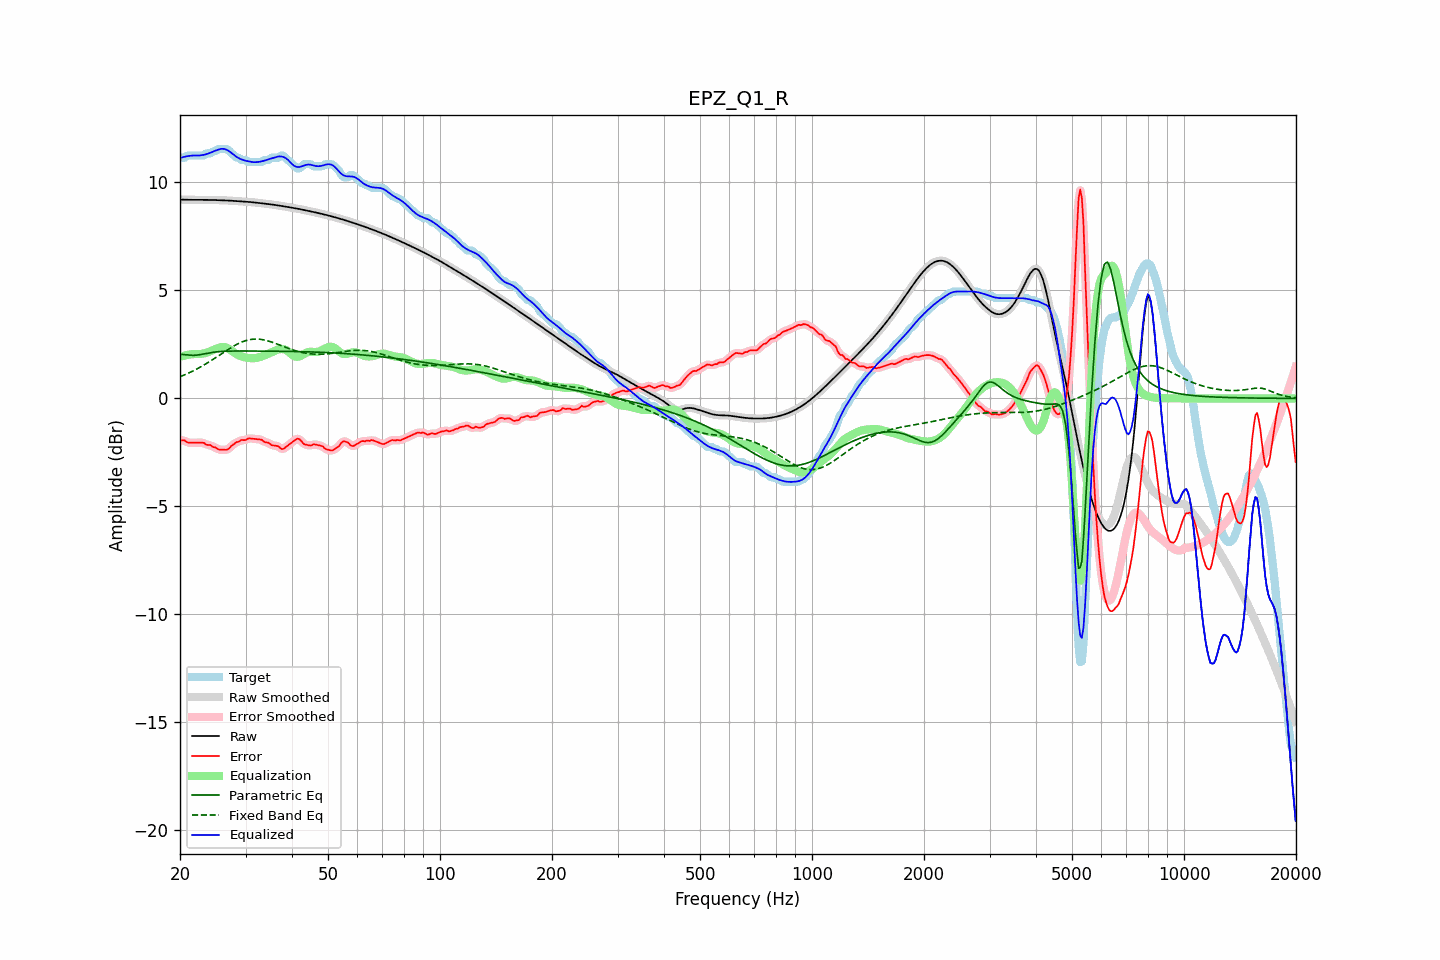 EPZ_Q1_R
Amplitude (dBr)
10
5
0
−5
−10
−15
−20
Target
Raw Smoothed
Error Smoothed
Raw
Error
Equalization
Parametric Eq
Fixed Band Eq
Equalized
20 50 100 200 500 1000 2000 5000 10000 20000
Frequency (Hz)